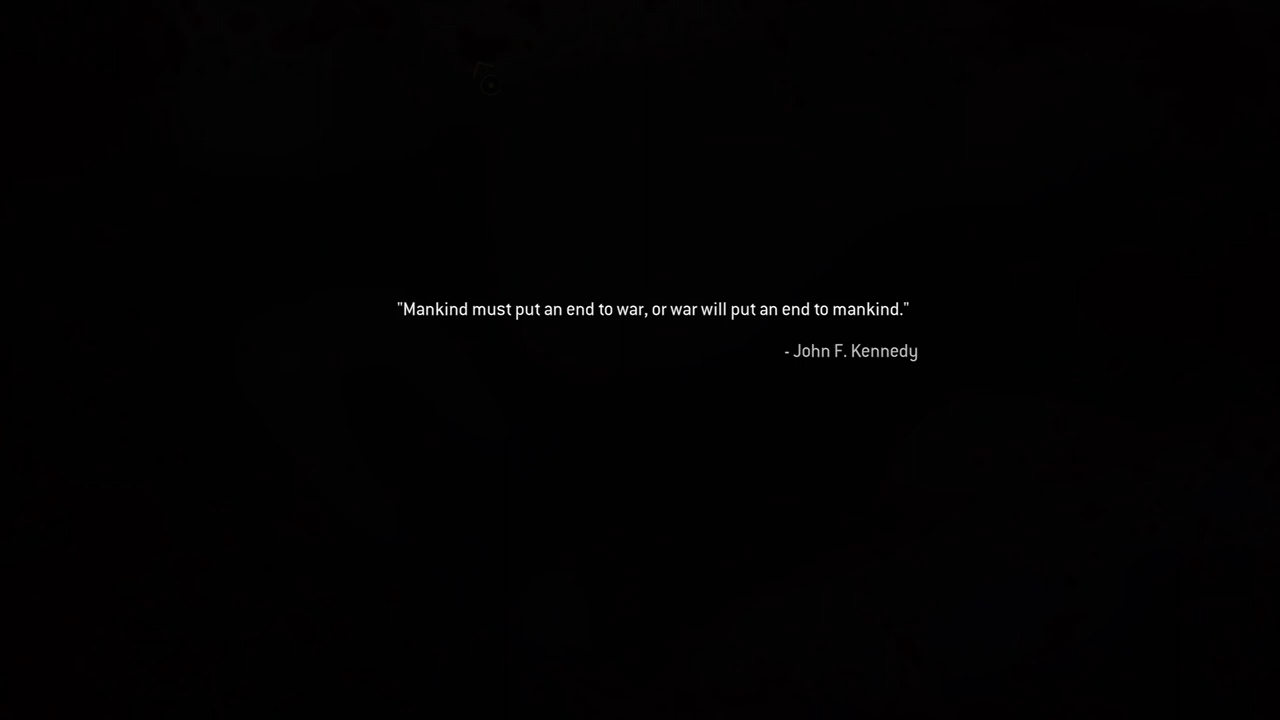 "Mankind must put an end to war, or war will put an end to mankind."
- John F. Kennedy